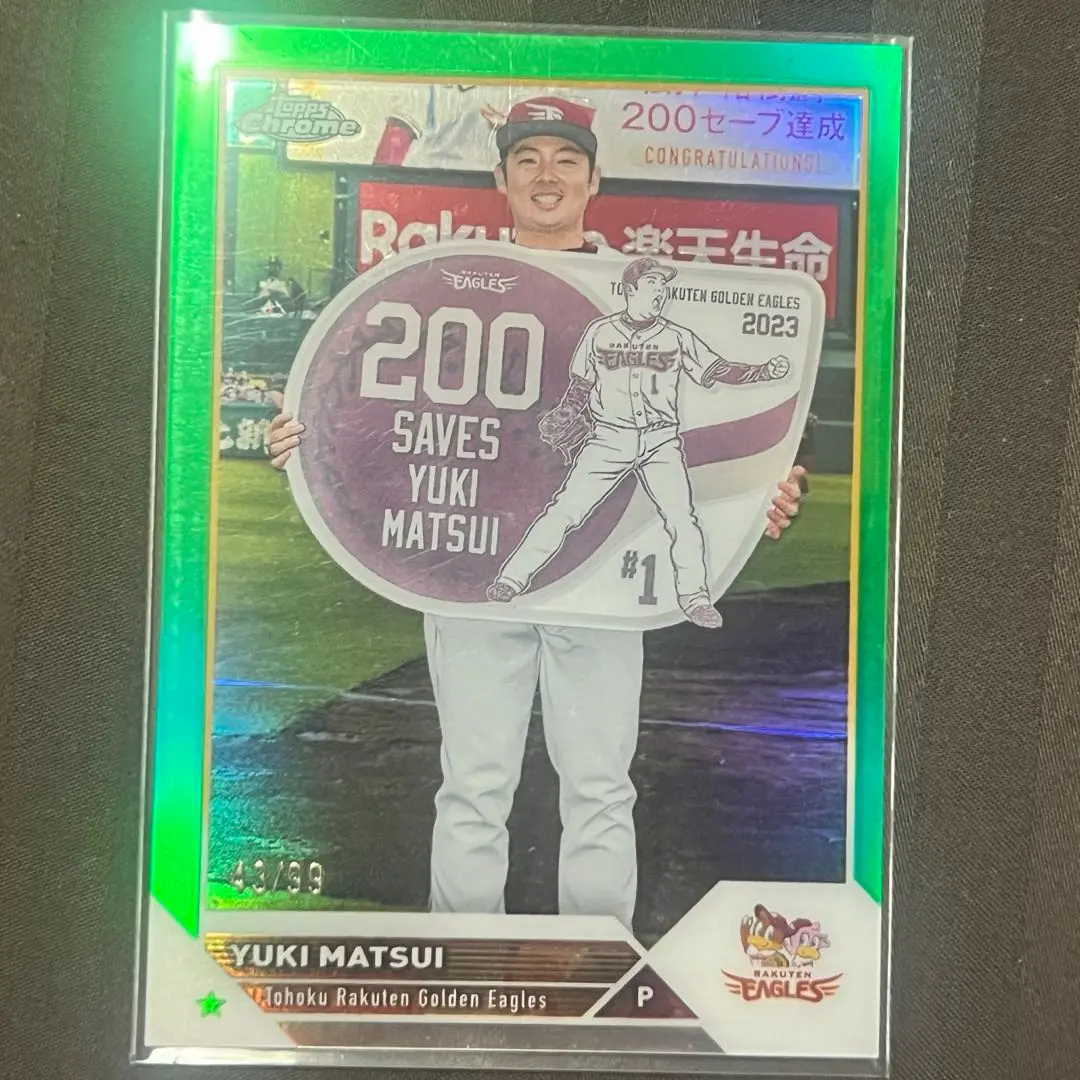 Topps
Chrome
200セーブ達成
CONGRATULATIONS!
楽天生命
RAKUTEN
EAGLES
200
SAVES
YUKI
MATSUI
GOLDEN EAGLES
2023
RAKUTEN
EAGLES
1
#1
43/99
YUKI MATSUI
Tohoku Rakuten Golden Eagles
P
RAKUTEN
EAGLES